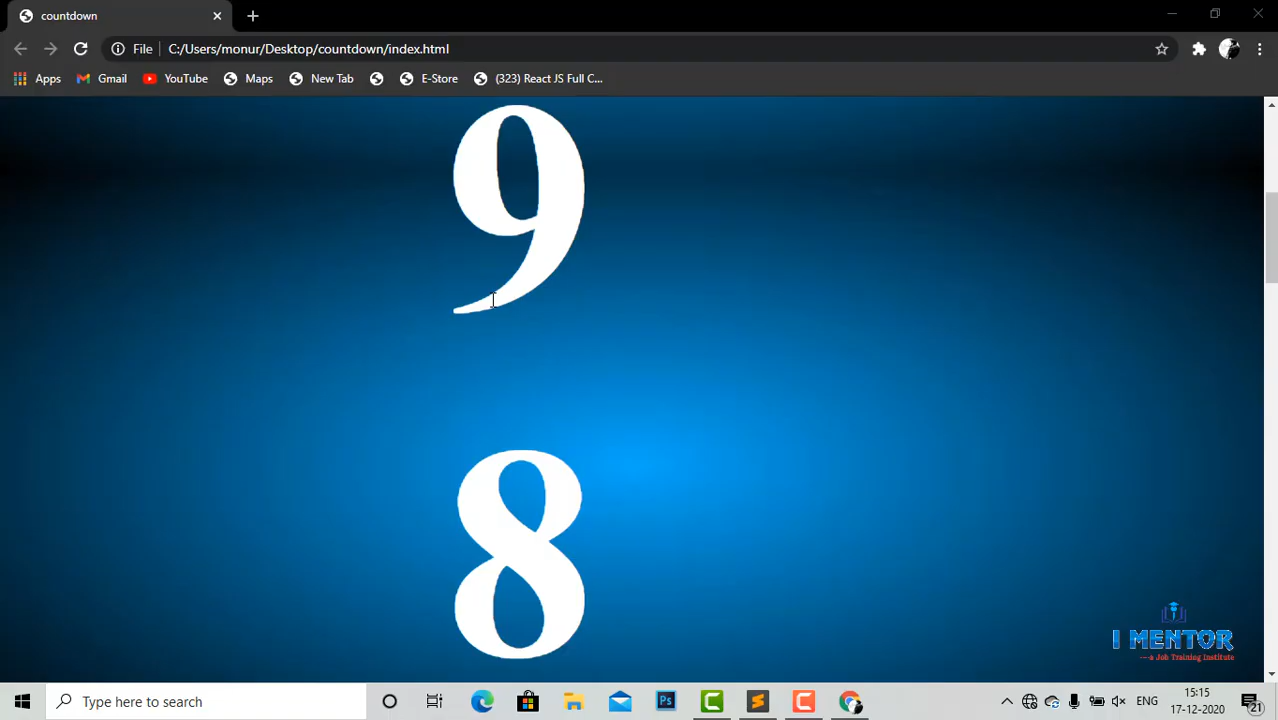 countdown
File C:/Users/monur/Desktop/countdown/index.html
Apps Gmail YouTube Maps New Tab E-Store (323) React JS Full C...
9
8
I MENTOR
---a Job Training Institute
Type here to search
Ps
ENG
15:15
17-12-2020
21